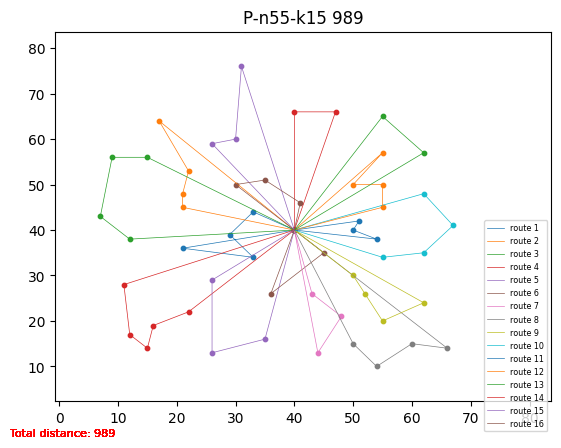 P-n55-k15 989
80
70
60
50
40
30
20
10
0 10 20 30 40 50 60 70 80
route 1
route 2
route 3
route 4
route 5
route 6
route 7
route 8
route 9
route 10
route 11
route 12
route 13
route 14
route 15
route 16
Total distance: 989